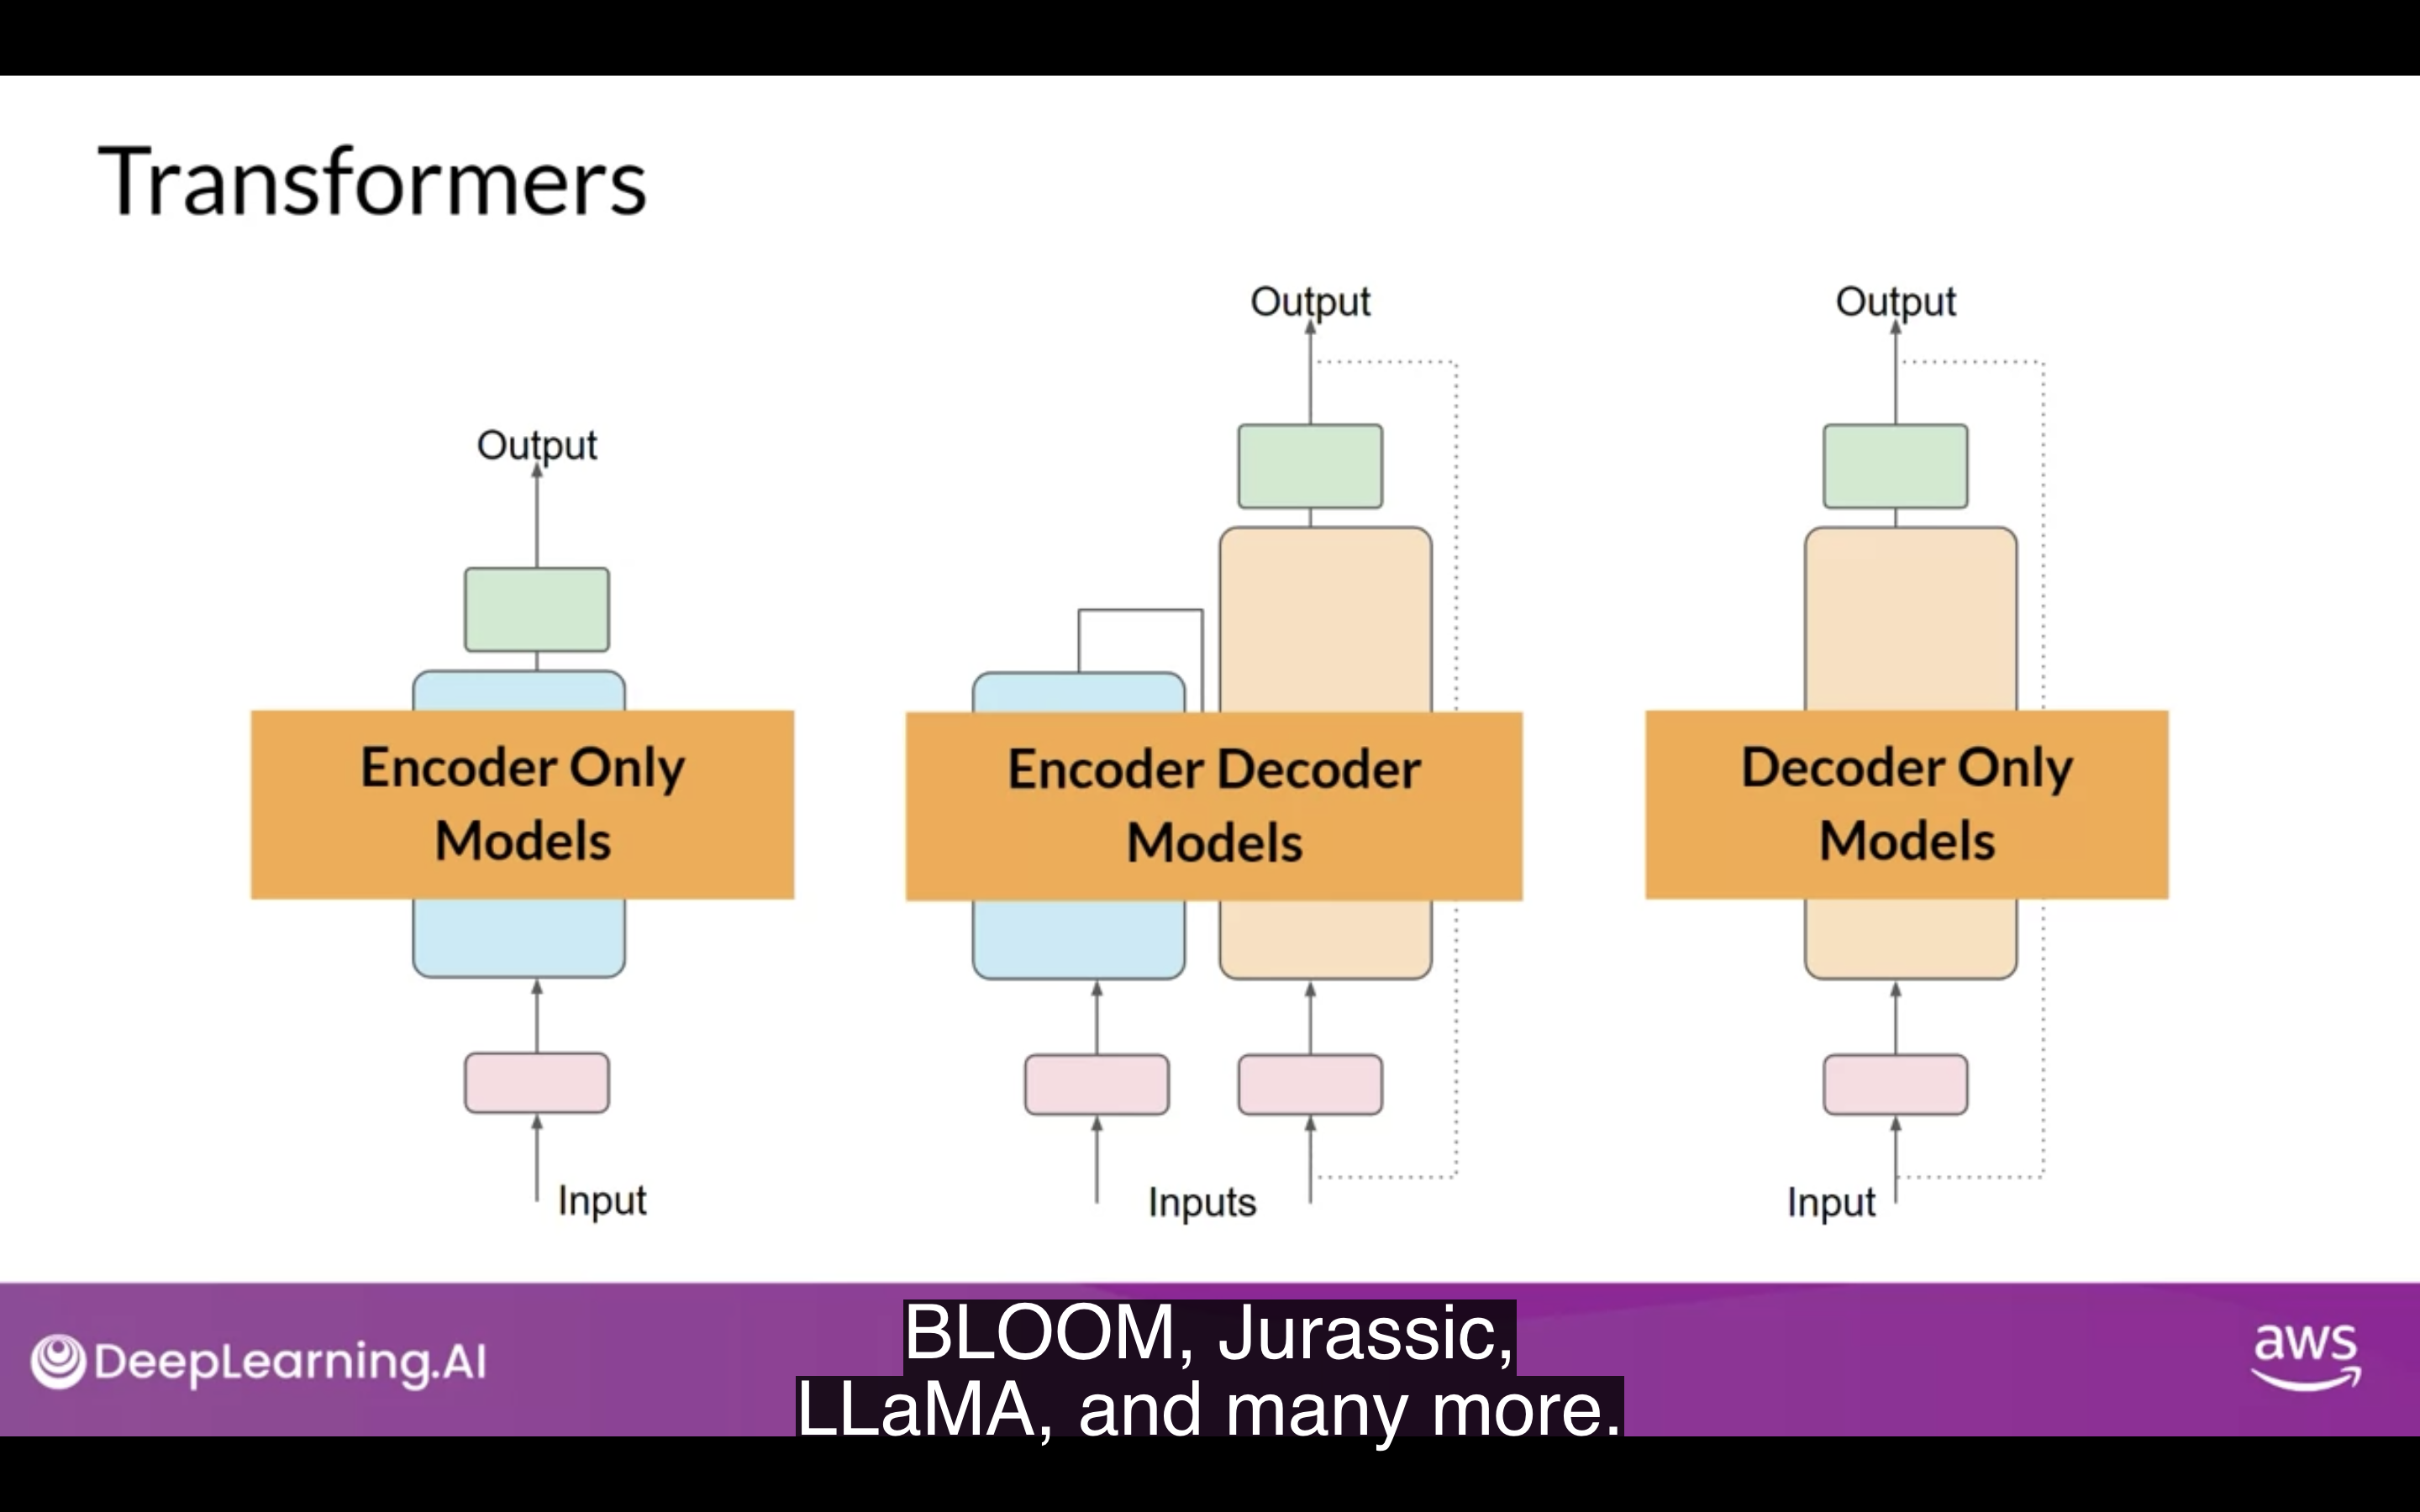 Transformers
Output
Output
Output
Encoder Only
Models
Encoder Decoder
Models
Decoder Only
Models
Input
Inputs
Input
DeepLearning.AI
BLOOM, Jurassic,
LLaMA, and many more.
aws